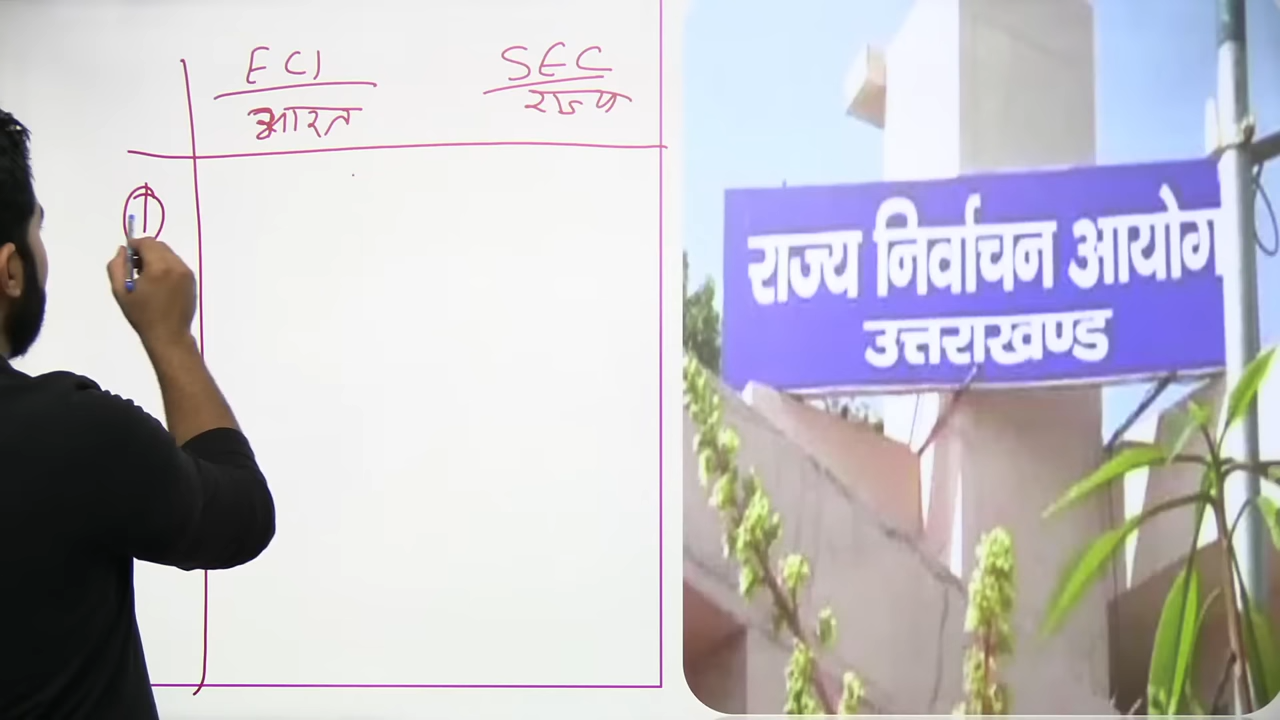 ECI
भारत
SEC
राज्य
①
राज्य निर्वाचन आयोग
उत्तराखण्ड